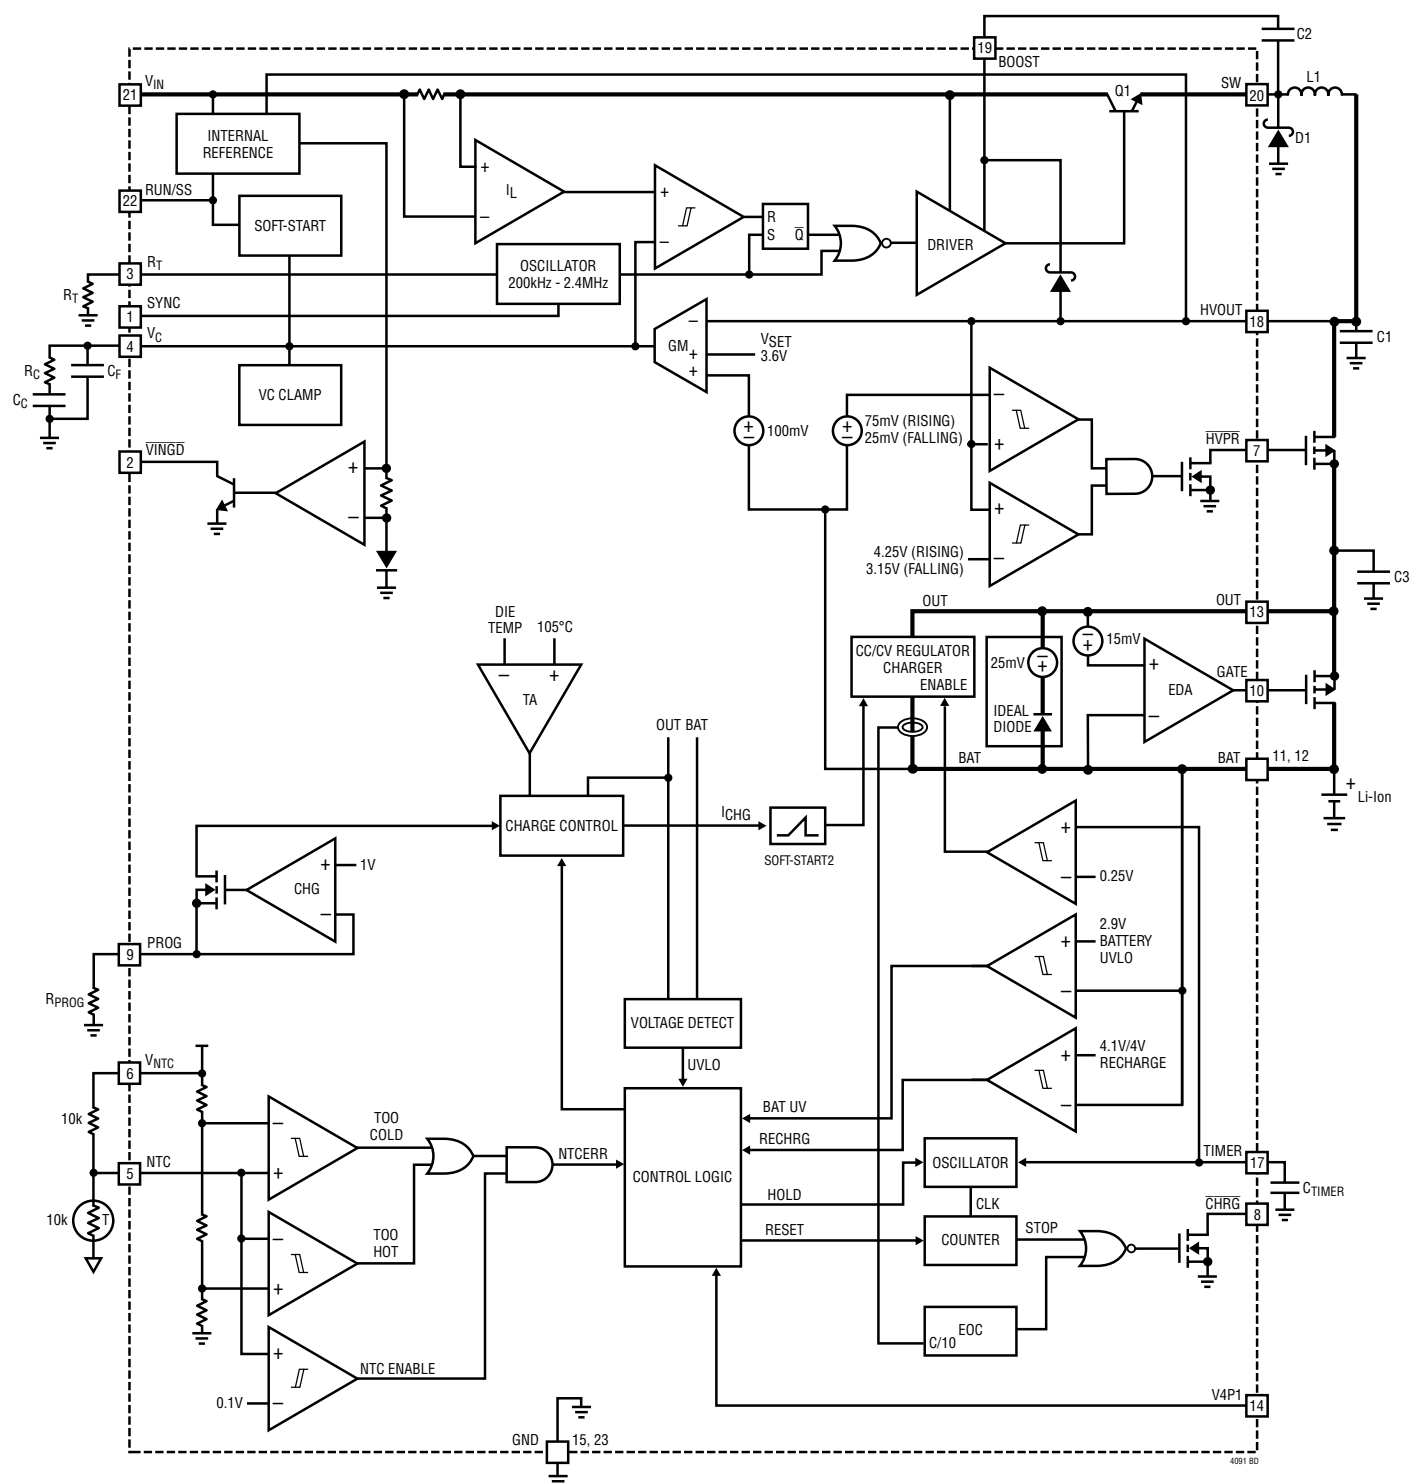 19
BOOST
C2
21
VIN
SW
20
L1
Q1
D1
INTERNAL
REFERENCE
22
RUN/SS
SOFT-START
+
IL
−
+
−
R
S
Q̅
DRIVER
3
RT
OSCILLATOR
200kHz - 2.4MHz
RT
1
SYNC
4
VC
GM
−
+
+
VSET
3.6V
HVOUT
18
C1
RC
CF
CC
VC CLAMP
+
−
100mV
+
−
75mV (RISING)
25mV (FALLING)
−
+
H̅V̅P̅R̅
7
2
V̅I̅N̅G̅D̅
+
−
+
−
4.25V (RISING)
3.15V (FALLING)
C3
DIE
TEMP
105°C
−
+
TA
OUT
OUT
13
CC/CV REGULATOR
CHARGER
ENABLE
25mV
−
+
IDEAL
DIODE
−
+
15mV
+
−
EDA
GATE
10
OUT BAT
BAT
BAT
11, 12
+
Li-Ion
CHARGE CONTROL
ICHG
SOFT-START2
+
−
0.25V
CHG
+
−
1V
9
PROG
RPROG
2.9V
BATTERY
UVLO
+
−
VOLTAGE DETECT
UVLO
+
−
4.1V/4V
RECHARGE
6
VNTC
10k
5
NTC
10k
T
−
+
TOO
COLD
−
+
TOO
HOT
+
−
0.1V
NTC ENABLE
NTCERR
CONTROL LOGIC
BAT UV
RECHRG
HOLD
RESET
OSCILLATOR
CLK
COUNTER
STOP
TIMER
17
CTIMER
C̅H̅R̅G̅
8
EOC
C/10
V4P1
14
GND
15, 23
4091 BD